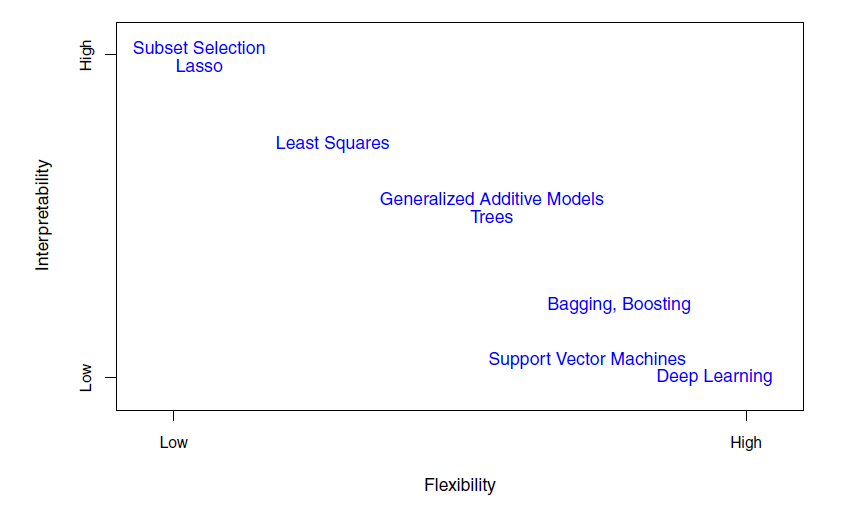 High
Subset Selection
Lasso
Least Squares
Interpretability
Generalized Additive Models
Trees
Bagging, Boosting
Support Vector Machines
Deep Learning
Low
Low
High
Flexibility